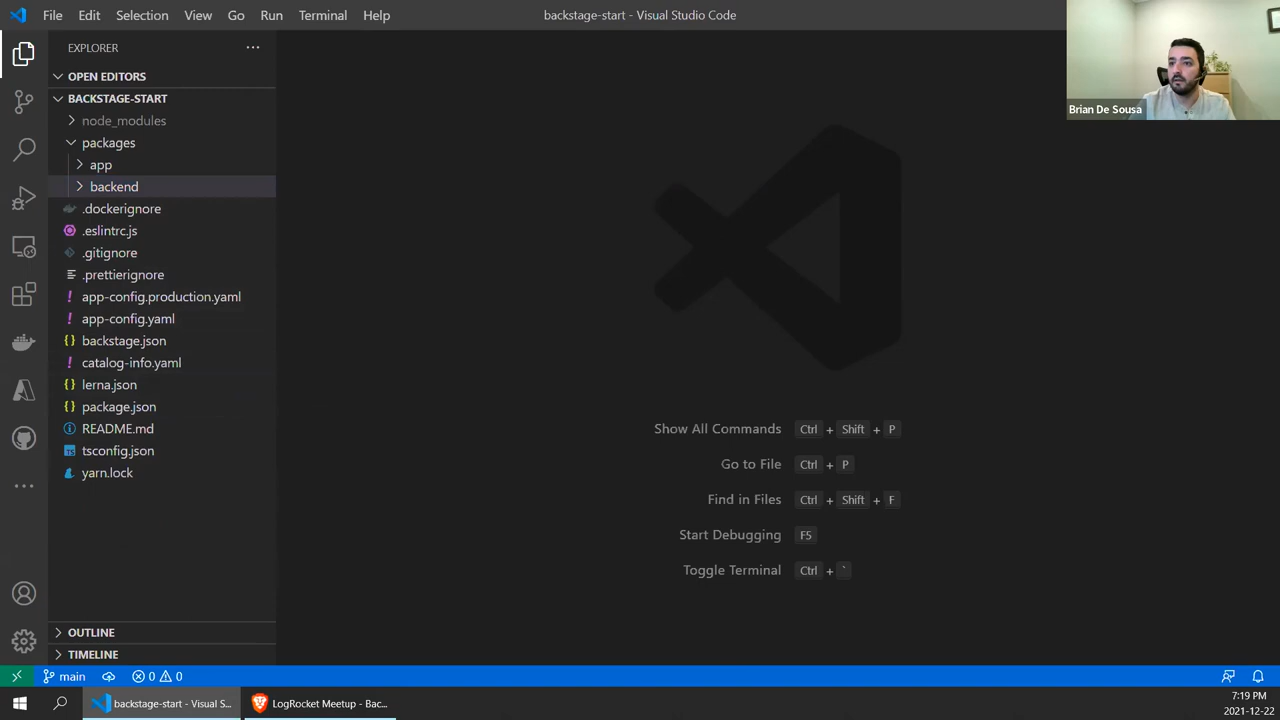 File Edit View Go Run Terminal Help
backstage-start - Visual Studio Code
EXPLORER
OPEN EDITORS
BACKSTAGE-START
node_modules
packages
app
backend
.dockerignore
.eslintrc.js
.gitignore
.prettierignore
app-config.production.yaml
app-config.yaml
backstage.json
catalog-info.yaml
lerna.json
package.json
README.md
tsconfig.json
yarn.lock
OUTLINE
TIMELINE
Show All Commands Ctrl + Shift + P
Go to File Ctrl + P
Find in Files Ctrl + Shift + F
Start Debugging F5
Toggle Terminal Ctrl + `
Brian De Sousa
main 0 0
backstage-start - Visual S...
LogRocket Meetup - Bac...
7:19 PM
2021-12-22